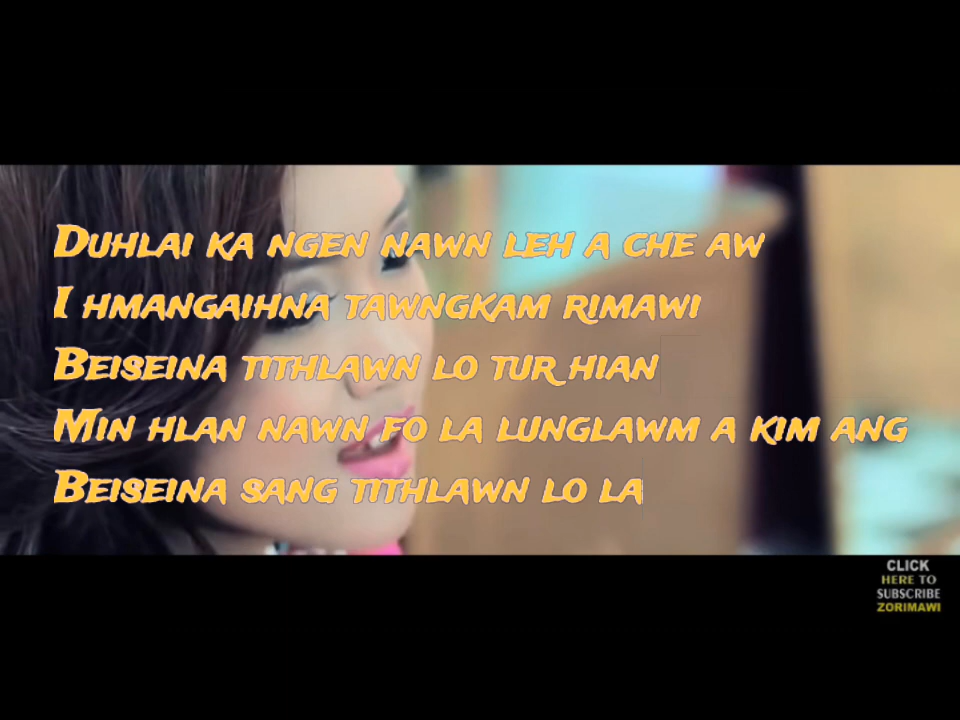 Duhlai ka ngen nawn leh a che aw
I hmangaihna tawngkam rimawi
Beiseina tithlawn lo tur hian
Min hlan nawn fo la lunglawm a kim ang
Beiseina sang tithlawn lo la
CLICK
HERE TO
SUBSCRIBE
ZORIMAWI